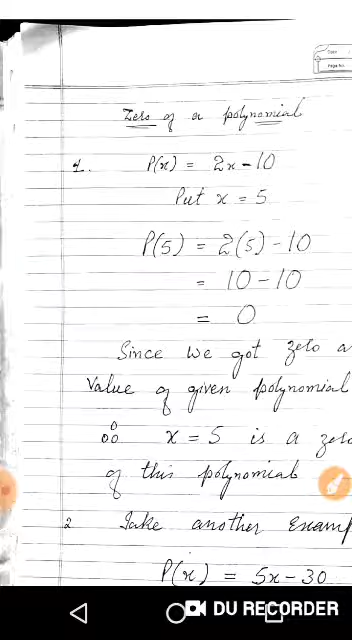 Zero of a polynomial
1. P(x) = 2x-10
Put x = 5
P(5) = 2(5)-10
= 10-10
= 0
Since we got zero a
Value of given polynomial
∴ x = 5 is a zero
of this polynomial
2 Take another Examp
P(x) = 5x-30
DU RECORDER